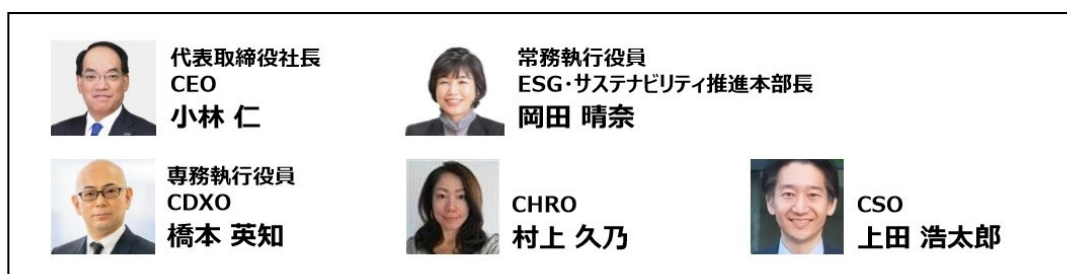 代表取締役社長
CEO
小林 仁
常務執行役員
ESG・サステナビリティ推進本部長
岡田 晴奈
専務執行役員
CDXO
橋本 英知
CHRO
村上 久乃
CSO
上田 浩太郎